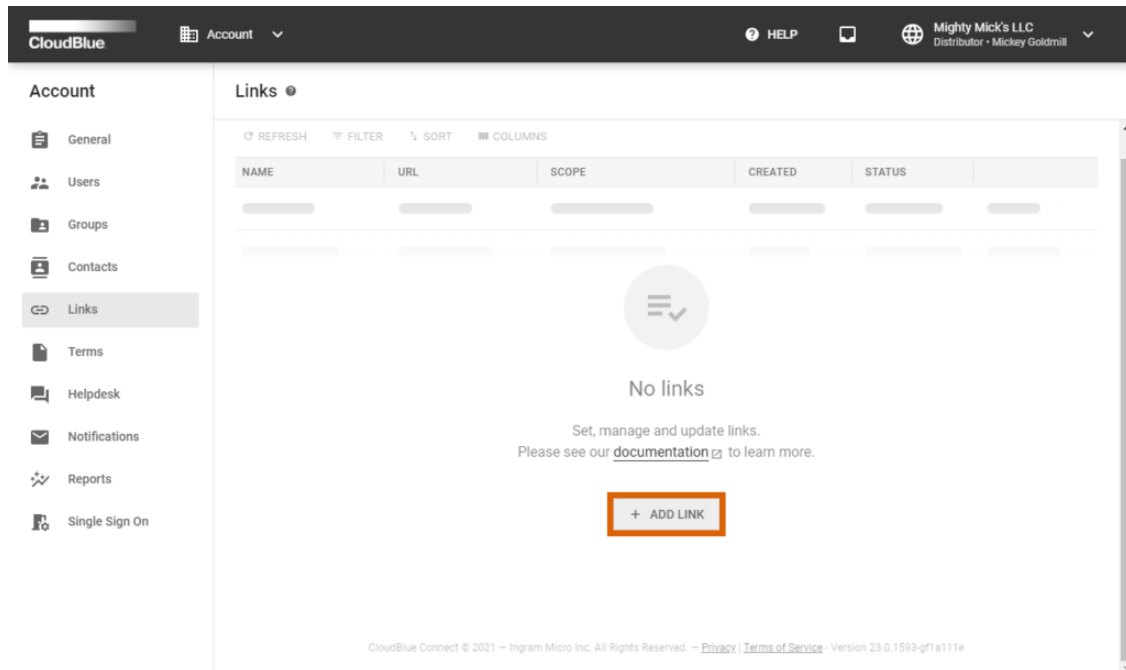 CloudBlue.
Account
HELP
Mighty Mick's LLC
Distributor • Mickey Goldmill
Account
General
Users
Groups
Contacts
Links
Terms
Helpdesk
Notifications
Reports
Single Sign On
Links
REFRESH FILTER SORT COLUMNS
NAME URL SCOPE CREATED STATUS
No links
Set, manage and update links.
Please see our documentation to learn more.
+ ADD LINK
CloudBlue Connect © 2021 ~ Ingram Micro Inc. All Rights Reserved. ~ Privacy | Terms of Service - Version 23.0.1593-gf1a111e